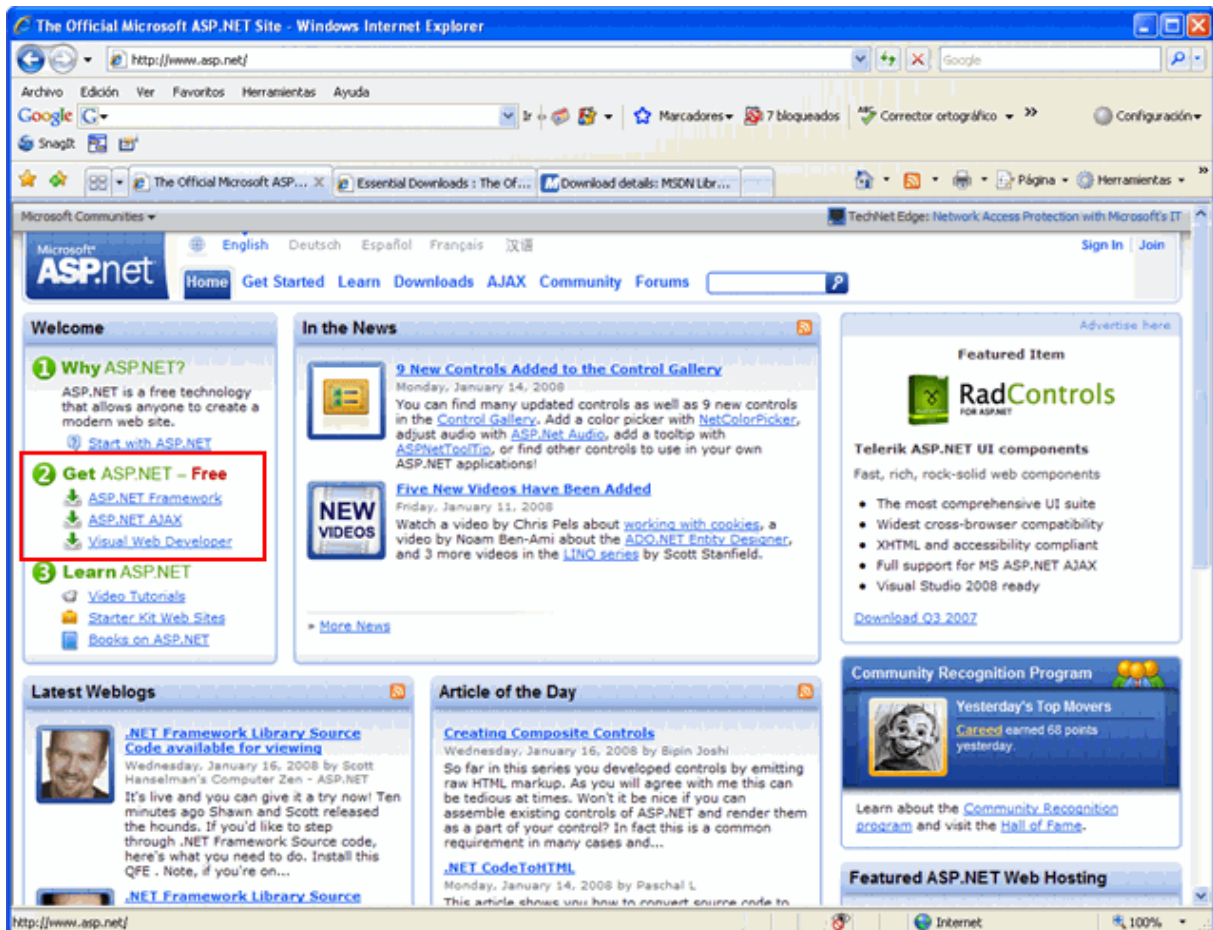 The Official Microsoft ASP.NET Site - Windows Internet Explorer
http://www.asp.net/
Google
Archivo Edición Ver Favoritos Herramientas Ayuda
Google G Ir Marcadores 7 bloqueados Corrector ortográfico Configuración
SnagIt
The Official Microsoft ASP... Essential Downloads : The Of... Download details: MSDN Libr... Página Herramientas
Microsoft Communities TechNet Edge: Network Access Protection with Microsoft's IT
Microsoft ASP.net
English Deutsch Español Français 汉语 Sign In Join
Home Get Started Learn Downloads AJAX Community Forums
Welcome
1 Why ASP.NET?
ASP.NET is a free technology
that allows anyone to create a
modern web site.
Start with ASP.NET
2 Get ASP.NET – Free
ASP.NET Framework
ASP.NET AJAX
Visual Web Developer
3 Learn ASP.NET
Video Tutorials
Starter Kit Web Sites
Books on ASP.NET
In the News
9 New Controls Added to the Control Gallery
Monday, January 14, 2008
You can find many updated controls as well as 9 new controls
in the Control Gallery. Add a color picker with NetColorPicker,
adjust audio with ASP.Net Audio, add a tooltip with
ASPNetToolTip, or find other controls to use in your own
ASP.NET applications!
NEW VIDEOS
Five New Videos Have Been Added
Friday, January 11, 2008
Watch a video by Chris Pels about working with cookies, a
video by Noam Ben-Ami about the ADO.NET Entity Designer,
and 3 more videos in the LINQ series by Scott Stanfield.
» More News
Advertise here
Featured Item
RadControls
FOR ASP.NET
Telerik ASP.NET UI components
Fast, rich, rock-solid web components
• The most comprehensive UI suite
• Widest cross-browser compatibility
• XHTML and accessibility compliant
• Full support for MS ASP.NET AJAX
• Visual Studio 2008 ready
Download Q3 2007
Latest Weblogs
.NET Framework Library Source
Code available for viewing
Wednesday, January 16, 2008 by Scott
Hanselman's Computer Zen - ASP.NET
It's live and you can give it a try now! Ten
minutes ago Shawn and Scott released
the hounds. If you'd like to step
through .NET Framework Source code,
here's what you need to do. Install this
QFE . Note, if you're on...
.NET Framework Library Source
Article of the Day
Creating Composite Controls
Wednesday, January 16, 2008 by Bipin Joshi
So far in this series you developed controls by emitting
raw HTML markup. As you will agree with me this can
be tedious at times. Won't it be nice if you can
assemble existing controls of ASP.NET and render them
as a part of your control? In fact this is a common
requirement in many cases and...
.NET CodeToHTML
Monday, January 14, 2008 by Paschal L
This article shows you how to convert source code to
Community Recognition Program
Yesterday's Top Movers
Careed earned 68 points
yesterday.
Learn about the Community Recognition
program and visit the Hall of Fame.
Featured ASP.NET Web Hosting
http://www.asp.net/ Internet 100%